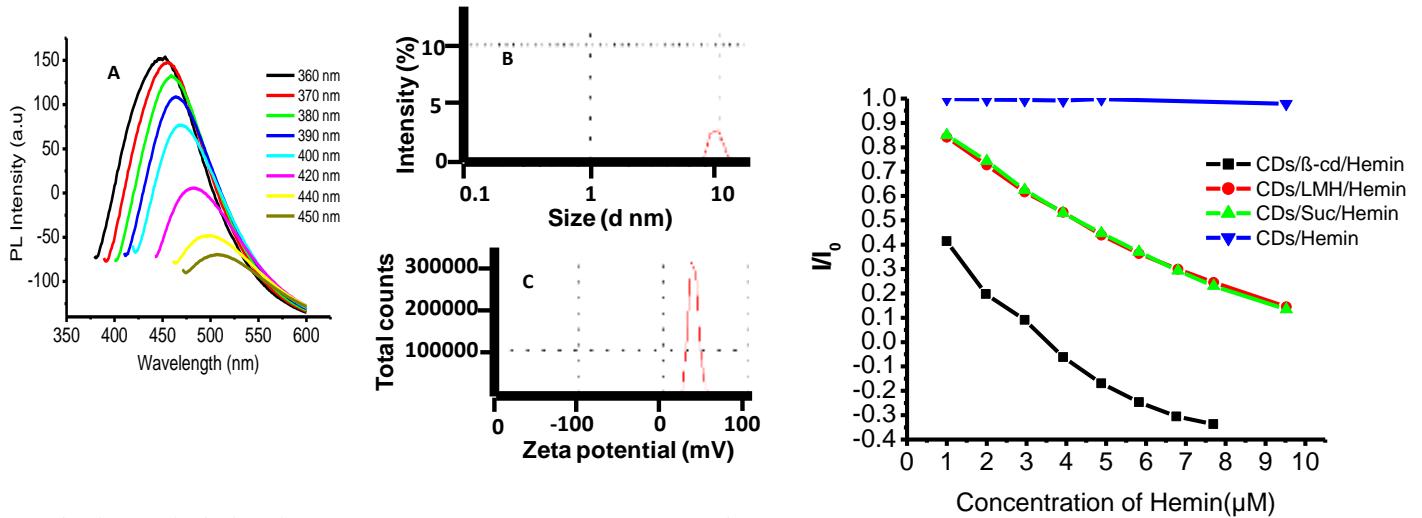 A
PL Intensity (a.u)
150
100
50
0
-50
-100
350 400 450 500 550 600
Wavelength (nm)
360 nm
370 nm
380 nm
390 nm
400 nm
420 nm
440 nm
450 nm
B
Intensity (%)
10
5
0
0.1 1 10
Size (d nm)
C
Total counts
300000
200000
100000
0 -100 0 100
Zeta potential (mV)
I/I0
1.0
0.9
0.8
0.7
0.6
0.5
0.4
0.3
0.2
0.1
0.0
-0.1
-0.2
-0.3
-0.4
0 1 2 3 4 5 6 7 8 9 10
Concentration of Hemin(µM)
CDs/ß-cd/Hemin
CDs/LMH/Hemin
CDs/Suc/Hemin
CDs/Hemin